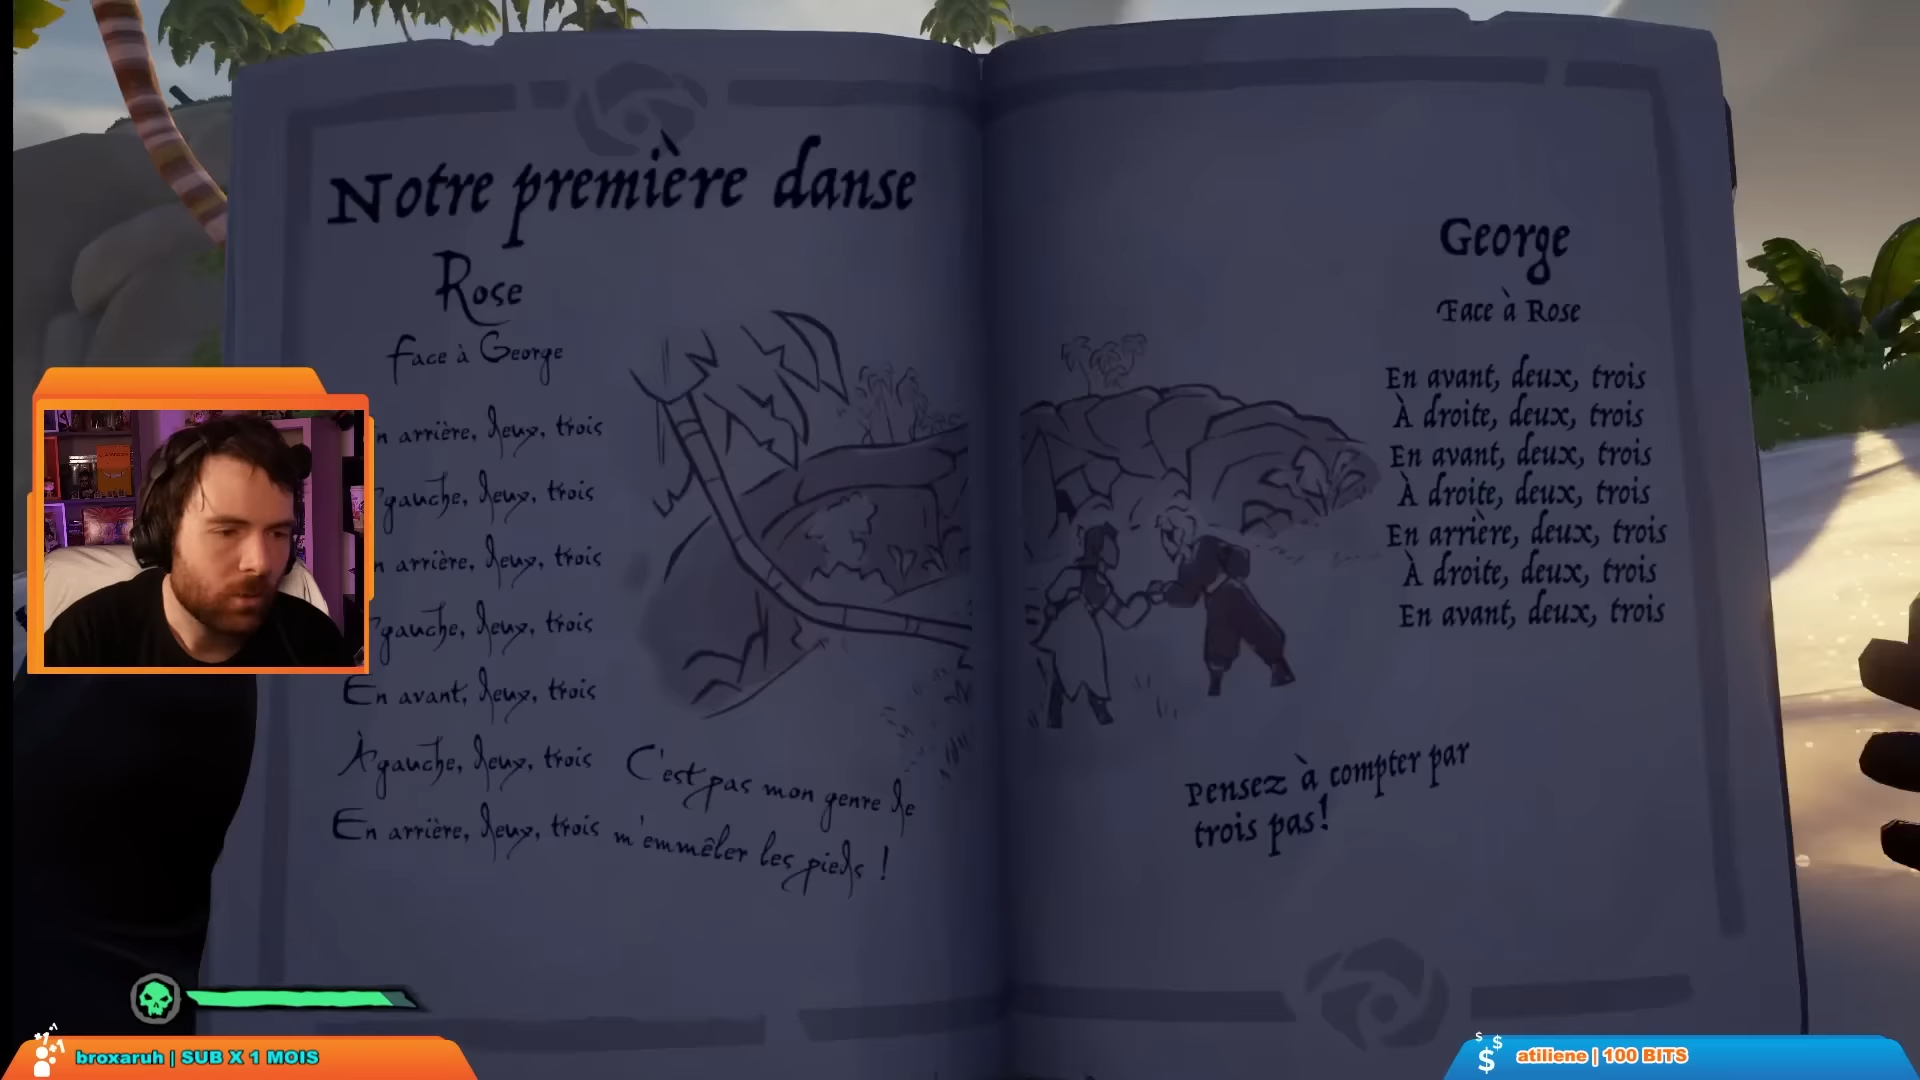 Notre première danse
Rose
Face à George
n arrière, deux, trois
gauche, deux, trois
n arrière, deux, trois
gauche, deux, trois
En avant, deux, trois
À gauche, deux, trois
En arrière, deux, trois
C'est pas mon genre de
m'emmêler les pieds !
George
Face à Rose
En avant, deux, trois
À droite, deux, trois
En avant, deux, trois
À droite, deux, trois
En arrière, deux, trois
À droite, deux, trois
En avant, deux, trois
Pensez à compter par
trois pas!
broxaruh | SUB X 1 MOIS
atiliene | 100 BITS